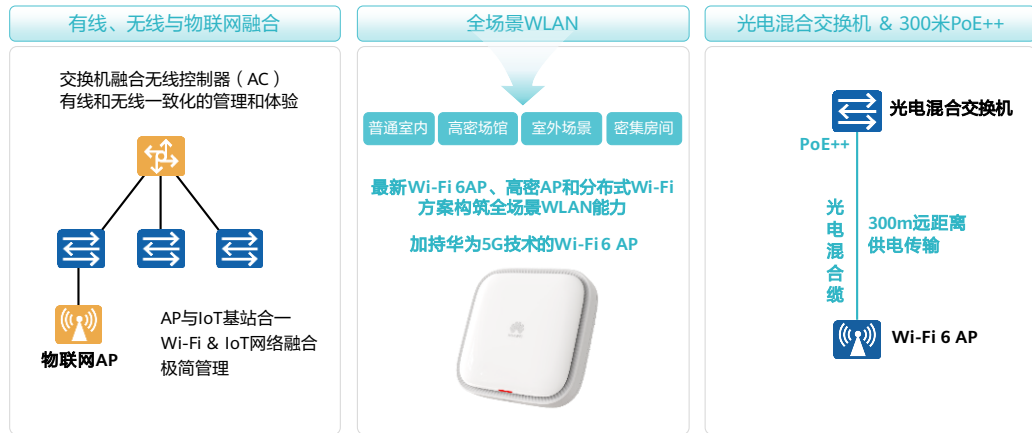 有线、无线与物联网融合
交换机融合无线控制器（AC）
有线和无线一致化的管理和体验
AP与IoT基站合一
Wi-Fi & IoT网络融合
极简管理
物联网AP
全场景WLAN
普通室内
高密场馆
室外场景
密集房间
最新Wi-Fi 6AP、高密AP和分布式Wi-Fi
方案构筑全场景WLAN能力
加持华为5G技术的Wi-Fi 6 AP
光电混合交换机 & 300米PoE++
光电混合交换机
PoE++
光电混合缆
300m远距离
供电传输
Wi-Fi 6 AP